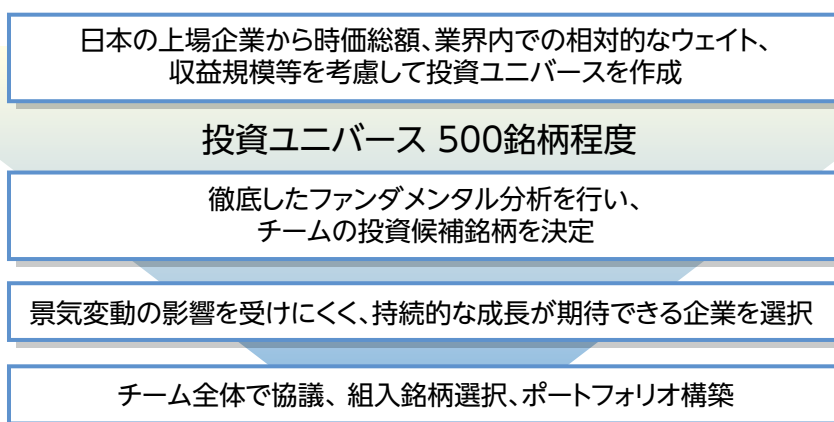 日本の上場企業から時価総額、業界内での相対的なウェイト、
収益規模等を考慮して投資ユニバースを作成
投資ユニバース 500銘柄程度
徹底したファンダメンタル分析を行い、
チームの投資候補銘柄を決定
景気変動の影響を受けにくく、持続的な成長が期待できる企業を選択
チーム全体で協議、組入銘柄選択、ポートフォリオ構築